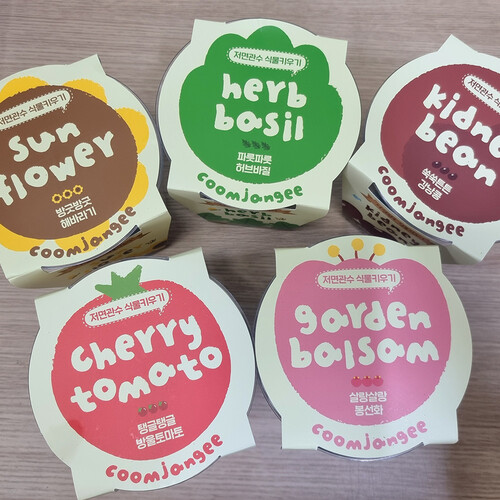 저면관수 식물키우기
sun
flower
방긋방긋
해바라기
coomjangee
저면관수 식물키우기
herb
basil
파릇파릇
허브바질
coomjangee
저면관수 식물키우기
kidne
bean
쑥쑥튼튼
강낭콩
coomjangee
저면관수 식물키우기
cherry
tomato
탱글탱글
방울토마토
coomjangee
저면관수 식물키우기
garden
balsam
살랑살랑
봉선화
coomjangee